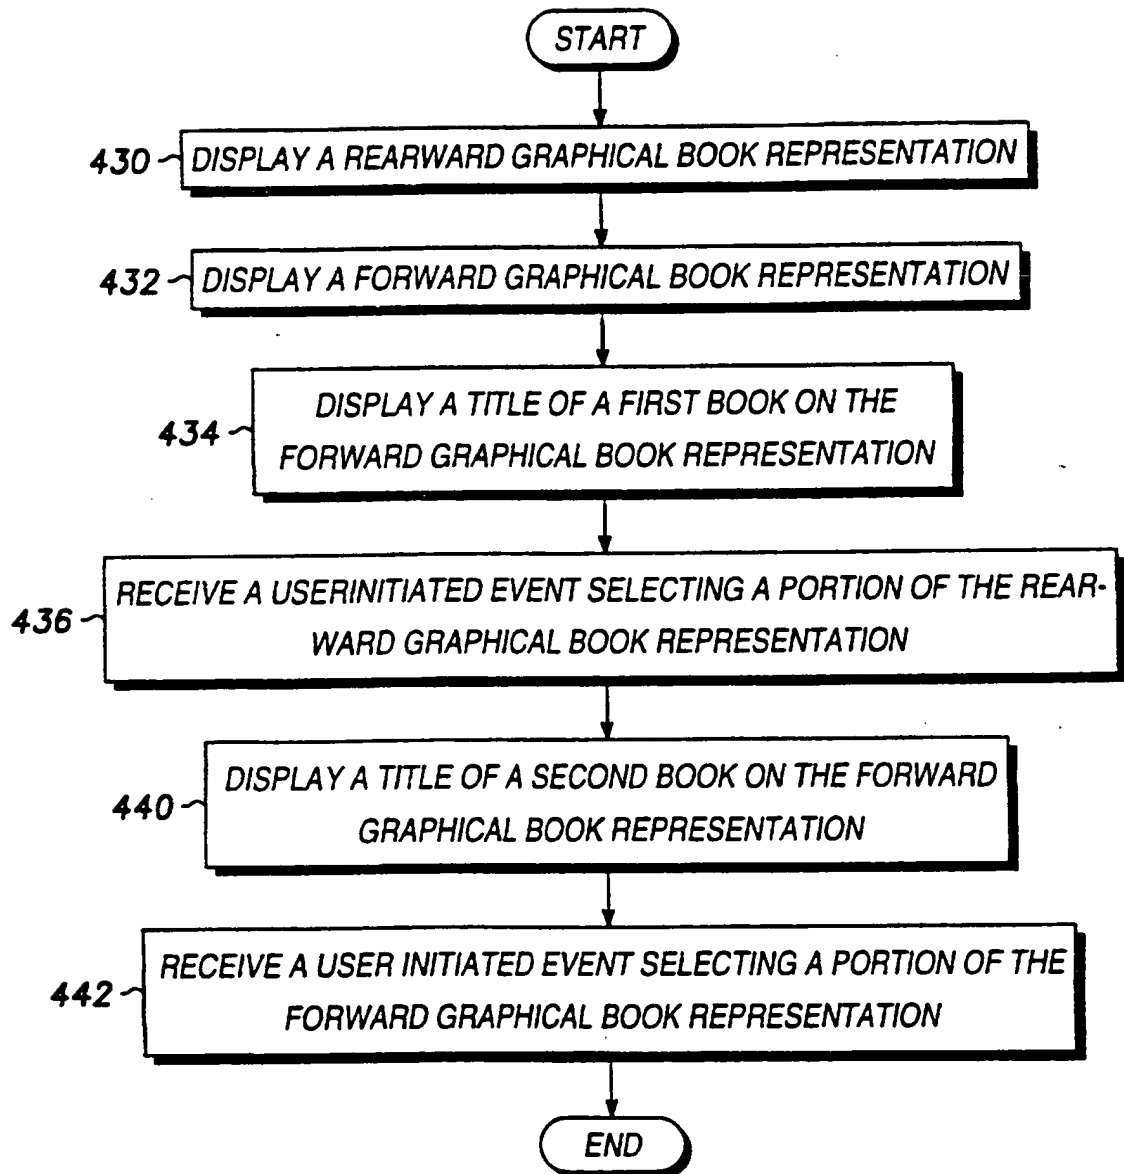 START
430 DISPLAY A REARWARD GRAPHICAL BOOK REPRESENTATION
432 DISPLAY A FORWARD GRAPHICAL BOOK REPRESENTATION
434 DISPLAY A TITLE OF A FIRST BOOK ON THE
FORWARD GRAPHICAL BOOK REPRESENTATION
436 RECEIVE A USERINITIATED EVENT SELECTING A PORTION OF THE REAR-
WARD GRAPHICAL BOOK REPRESENTATION
440 DISPLAY A TITLE OF A SECOND BOOK ON THE FORWARD
GRAPHICAL BOOK REPRESENTATION
442 RECEIVE A USER INITIATED EVENT SELECTING A PORTION OF THE
FORWARD GRAPHICAL BOOK REPRESENTATION
END